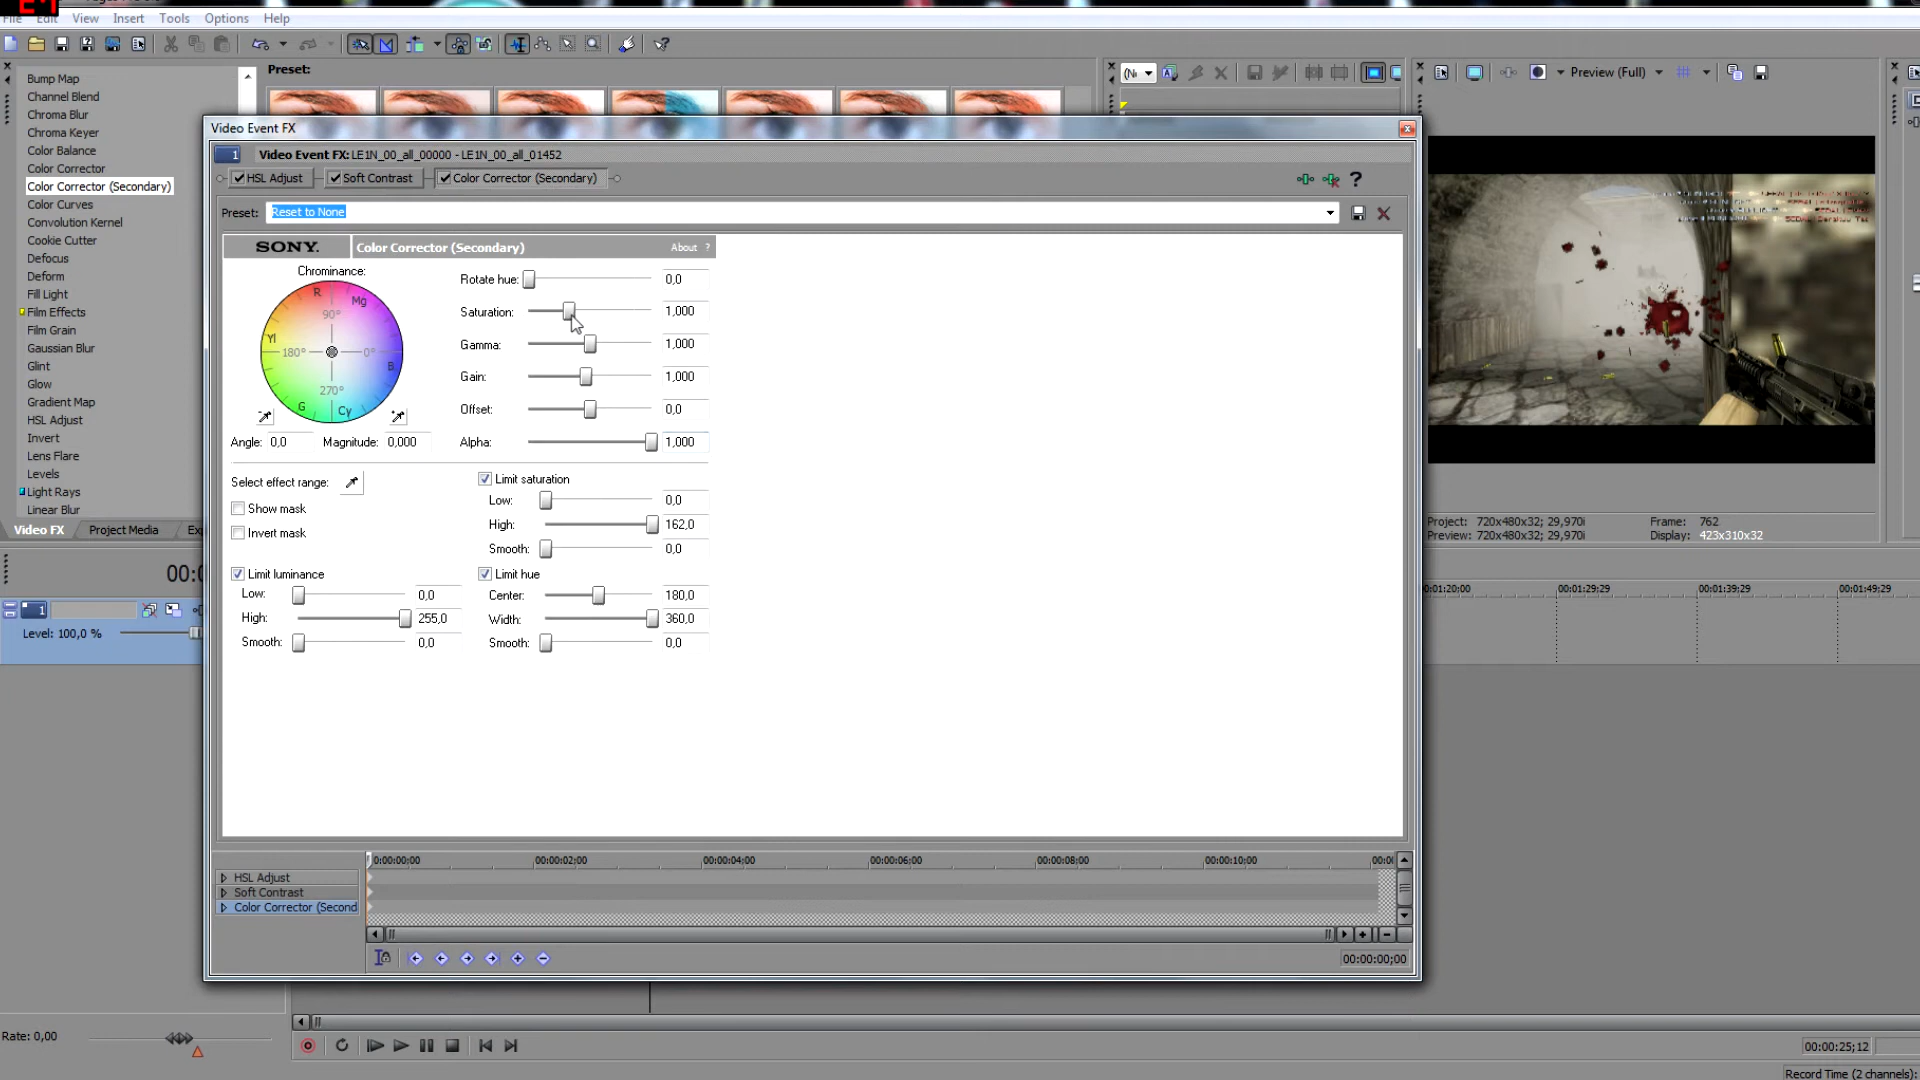 File Edit View Insert Tools Options Help
Bump Map
Channel Blend
Chroma Blur
Chroma Keyer
Color Balance
Color Corrector
Color Corrector (Secondary)
Color Curves
Convolution Kernel
Cookie Cutter
Defocus
Deform
Fill Light
Film Effects
Film Grain
Gaussian Blur
Glint
Glow
Gradient Map
HSL Adjust
Invert
Lens Flare
Levels
Light Rays
Linear Blur
Video FX Project Media
Preset:
Preview (Full)
Video Event FX
1 Video Event FX: LE1N_00_all_00000 - LE1N_00_all_01452
HSL Adjust Soft Contrast Color Corrector (Secondary) ?
Preset: Reset to None
SONY. Color Corrector (Secondary) About ?
Chrominance:
R Mg B Cy G Yl
90° 0° 270° 180°
Angle: 0,0 Magnitude: 0,000
Rotate hue: 0,0
Saturation: 1,000
Gamma: 1,000
Gain: 1,000
Offset: 0,0
Alpha: 1,000
Select effect range:
Show mask
Invert mask
Limit saturation
Low: 0,0
High: 162,0
Smooth: 0,0
Limit luminance
Low: 0,0
High: 255,0
Smooth: 0,0
Limit hue
Center: 180,0
Width: 360,0
Smooth: 0,0
Project: 720x480x32; 29,970i
Preview: 720x480x32; 29,970i
Frame: 762
Display: 423x310x32
1
Level: 100,0 %
00:01:20;00 00:01:29;29 00:01:39;29 00:01:49;29
0:00:00;00 00:00:02;00 00:00:04;00 00:00:06;00 00:00:08;00 00:00:10;00
HSL Adjust
Soft Contrast
Color Corrector (Second
00:00:00;00
Rate: 0,00
00:00:25;12
Record Time (2 channels):